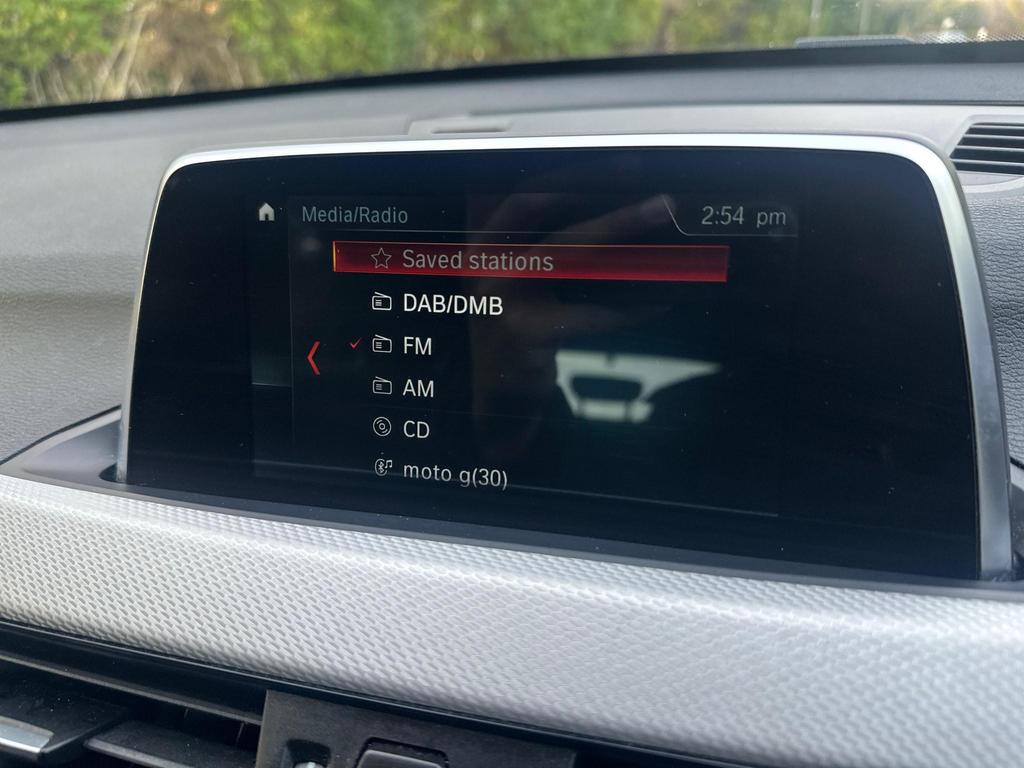 Media/Radio
2:54 pm
Saved stations
DAB/DMB
FM
AM
CD
moto g(30)